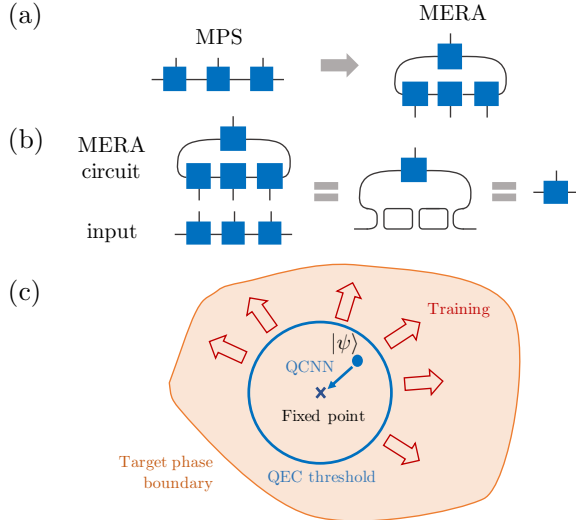 (a)
MPS
MERA
(b)
MERA
circuit
input
(c)
Training
|ψ⟩
QCNN
Fixed point
Target phase
boundary
QEC threshold